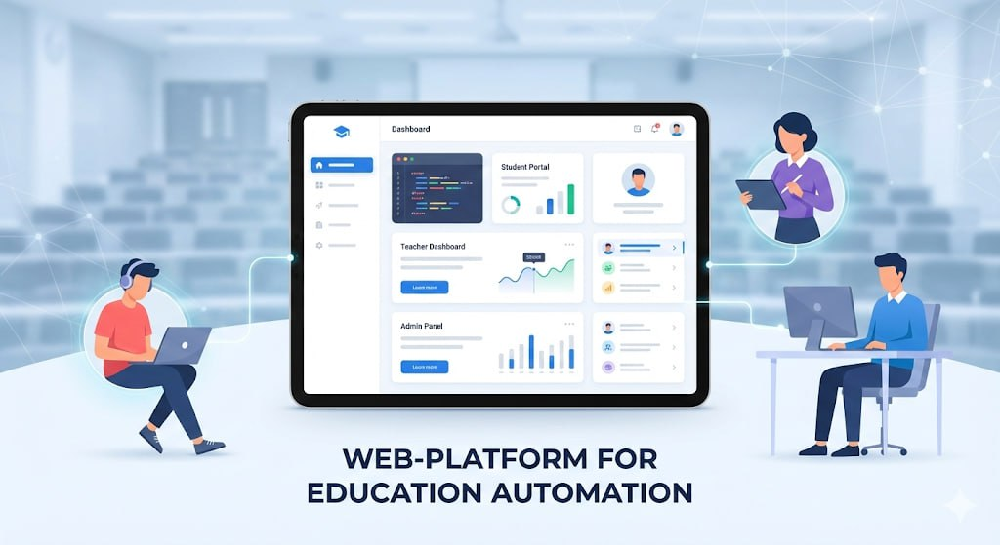 Dashboard
Student Portal
Teacher Dashboard
Learn more
Admin Panel
Learn more
WEB-PLATFORM FOR
EDUCATION AUTOMATION